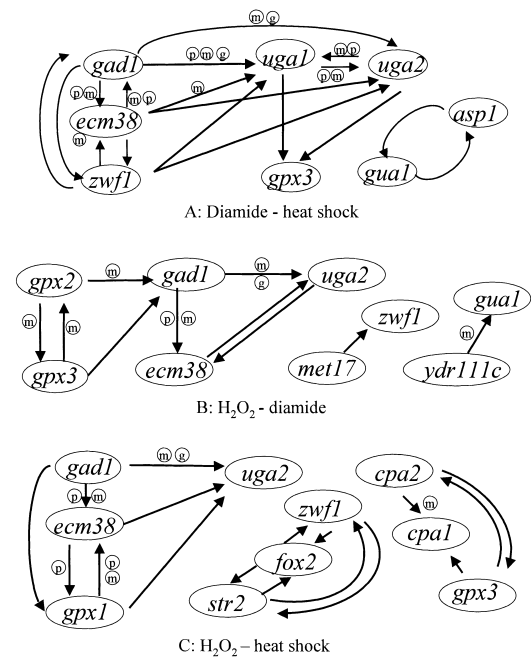 m g
gad1 p m g uga1 m p uga2
p m m p m p m
ecm38
m
asp1
zwf1 gpx3 gua1
A: Diamide - heat shock
gpx2 m gad1 m g uga2 gua1
m m p m zwf1 m
gpx3 ecm38 met17 ydr111c
B: H₂O₂ - diamide
gad1 m g uga2 cpa2
p m zwf1 m
ecm38 cpa1
p p m fox2
gpx1 str2 gpx3
C: H₂O₂ – heat shock